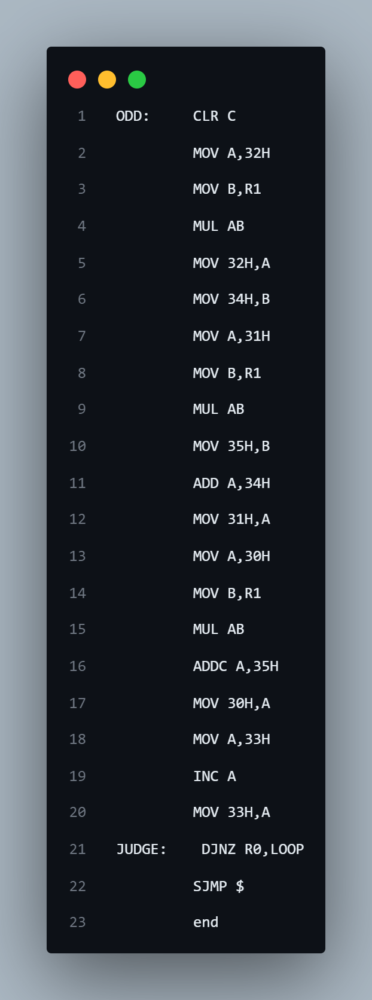 1 ODD: CLR C
2 MOV A,32H
3 MOV B,R1
4 MUL AB
5 MOV 32H,A
6 MOV 34H,B
7 MOV A,31H
8 MOV B,R1
9 MUL AB
10 MOV 35H,B
11 ADD A,34H
12 MOV 31H,A
13 MOV A,30H
14 MOV B,R1
15 MUL AB
16 ADDC A,35H
17 MOV 30H,A
18 MOV A,33H
19 INC A
20 MOV 33H,A
21 JUDGE: DJNZ R0,LOOP
22 SJMP $
23 end